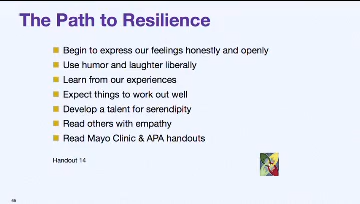 The Path to Resilience
Begin to express our feelings honestly and openly
Use humor and laughter liberally
Learn from our experiences
Expect things to work out well
Develop a talent for serendipity
Read others with empathy
Read Mayo Clinic & APA handouts
Handout 14